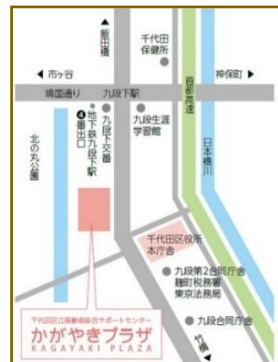 ▲飯田橋
千代田
保健所
◀ 市ヶ谷
神保町 ▶
首都高速
靖国通り
九段下駅
北の丸公園
❹番出口
地下鉄九段下駅
九段下交番
九段生涯
学習館
日本橋川
千代田区役所
本庁舎
九段第2合同庁舎
麹町税務署
東京法務局
千代田区立高齢者総合サポートセンター
かがやきプラザ
KAGAYAKI PLAZA
竹橋
九段合同庁舎